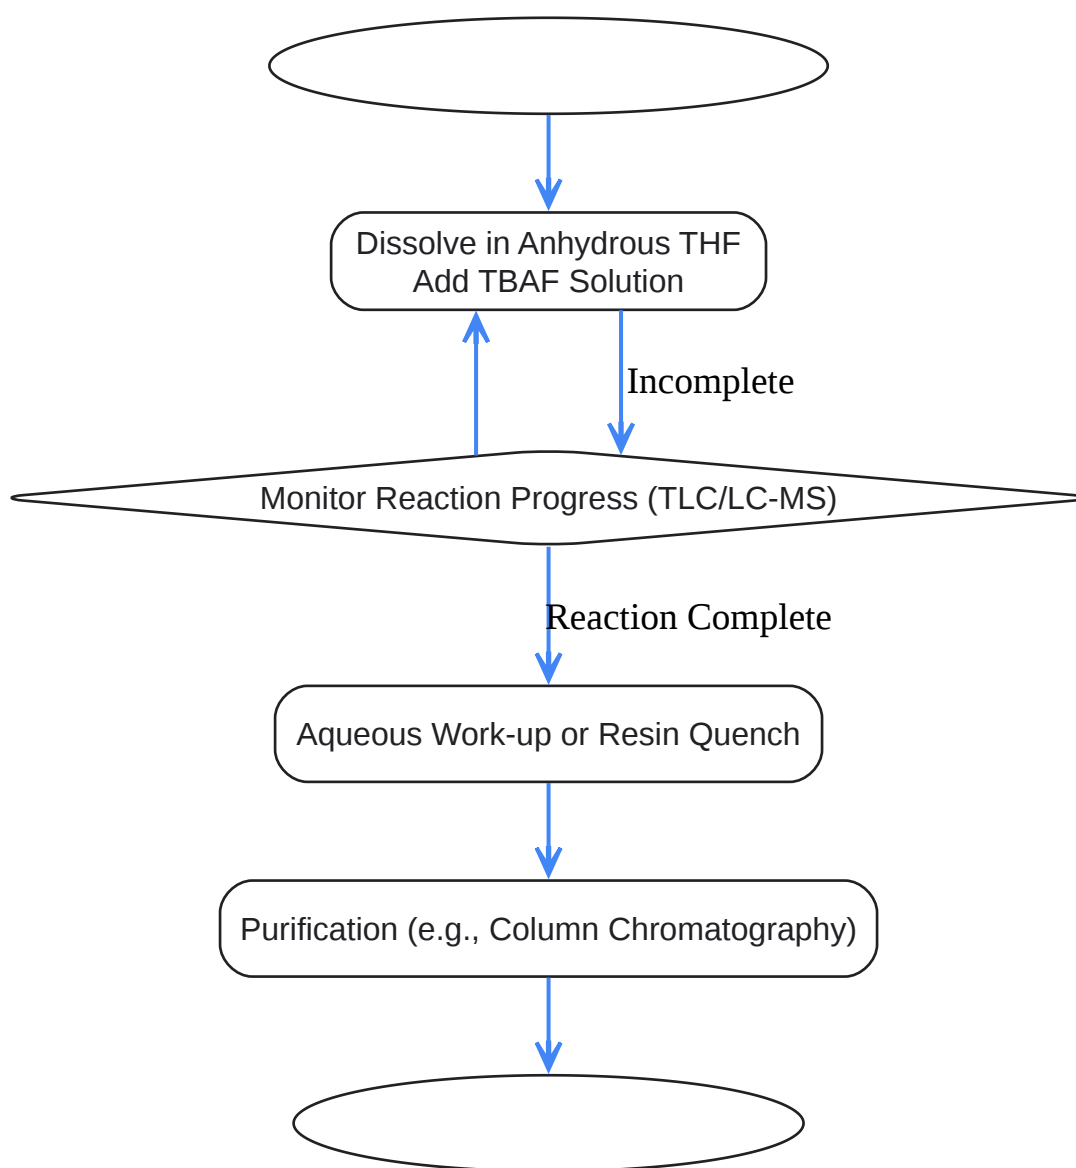 Dissolve in Anhydrous THF
Add TBAF Solution
Incomplete
Monitor Reaction Progress (TLC/LC-MS)
Reaction Complete
Aqueous Work-up or Resin Quench
Purification (e.g., Column Chromatography)